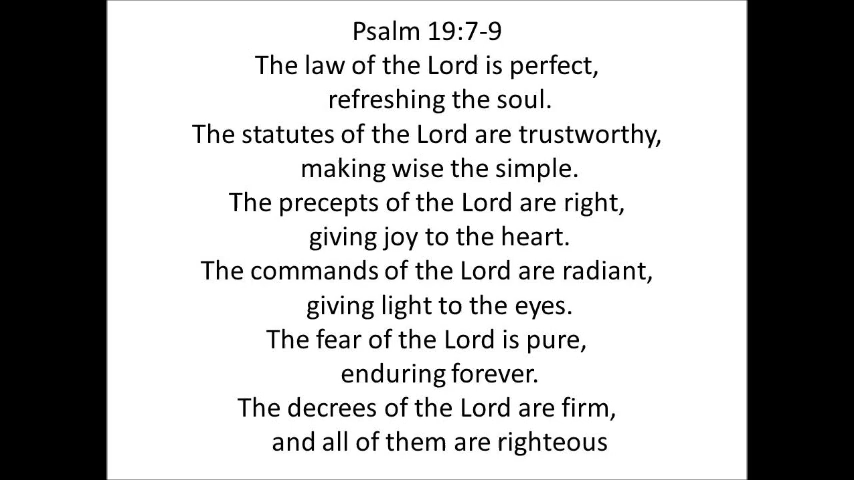 Psalm 19:7-9
The law of the Lord is perfect,
refreshing the soul.
The statutes of the Lord are trustworthy,
making wise the simple.
The precepts of the Lord are right,
giving joy to the heart.
The commands of the Lord are radiant,
giving light to the eyes.
The fear of the Lord is pure,
enduring forever.
The decrees of the Lord are firm,
and all of them are righteous